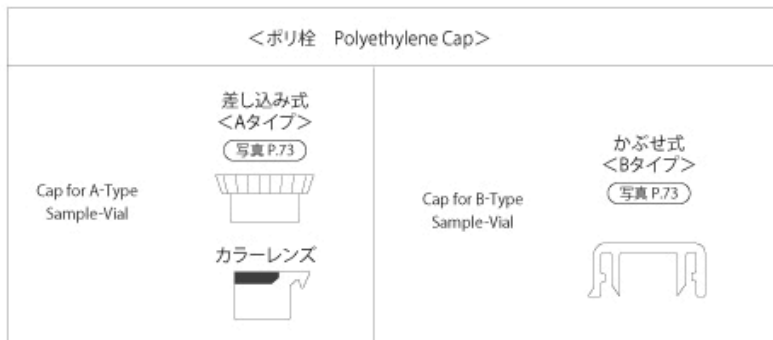 <ポリ栓 Polyethylene Cap>
差し込み式
<Aタイプ>
写真 P.73
Cap for A-Type
Sample-Vial
カラーレンズ
かぶせ式
<Bタイプ>
写真 P.73
Cap for B-Type
Sample-Vial